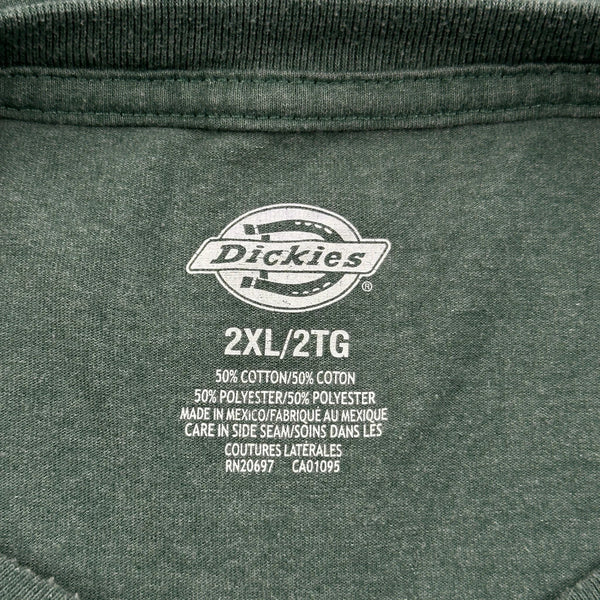 Dickies
®
2XL/2TG
50% COTTON/50% COTON
50% POLYESTER/50% POLYESTER
MADE IN MEXICO/FABRIQUÉ AU MEXIQUE
CARE IN SIDE SEAM/SOINS DANS LES
COUTURES LATÉRALES
RN20697 CA01095